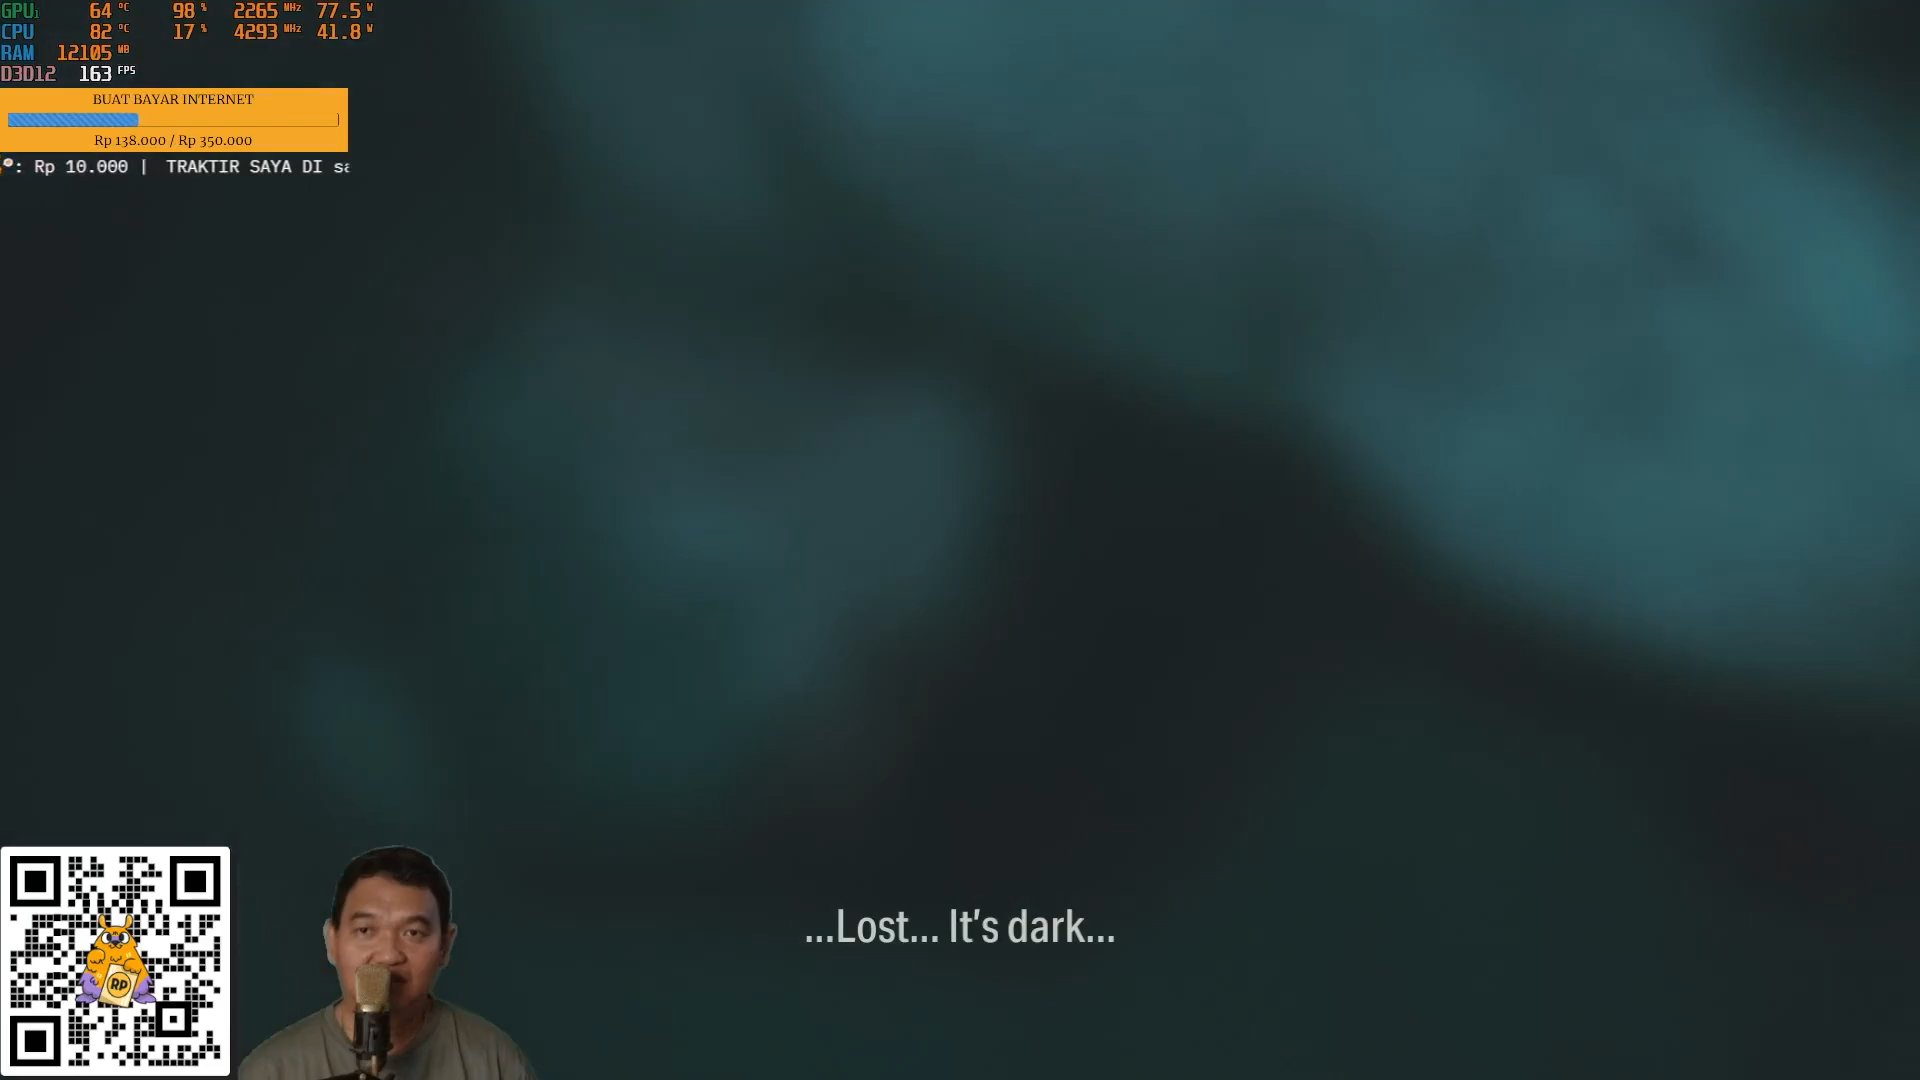 GPU1 64 °C 98 % 2265 MHz 77.5 W
CPU 82 °C 17 % 4293 MHz 41.8 W
RAM 12105 MB
D3D12 163 FPS
BUAT BAYAR INTERNET
Rp 138.000 / Rp 350.000
: Rp 10.000 | TRAKTIR SAYA DI sa
RP
...Lost... It's dark...